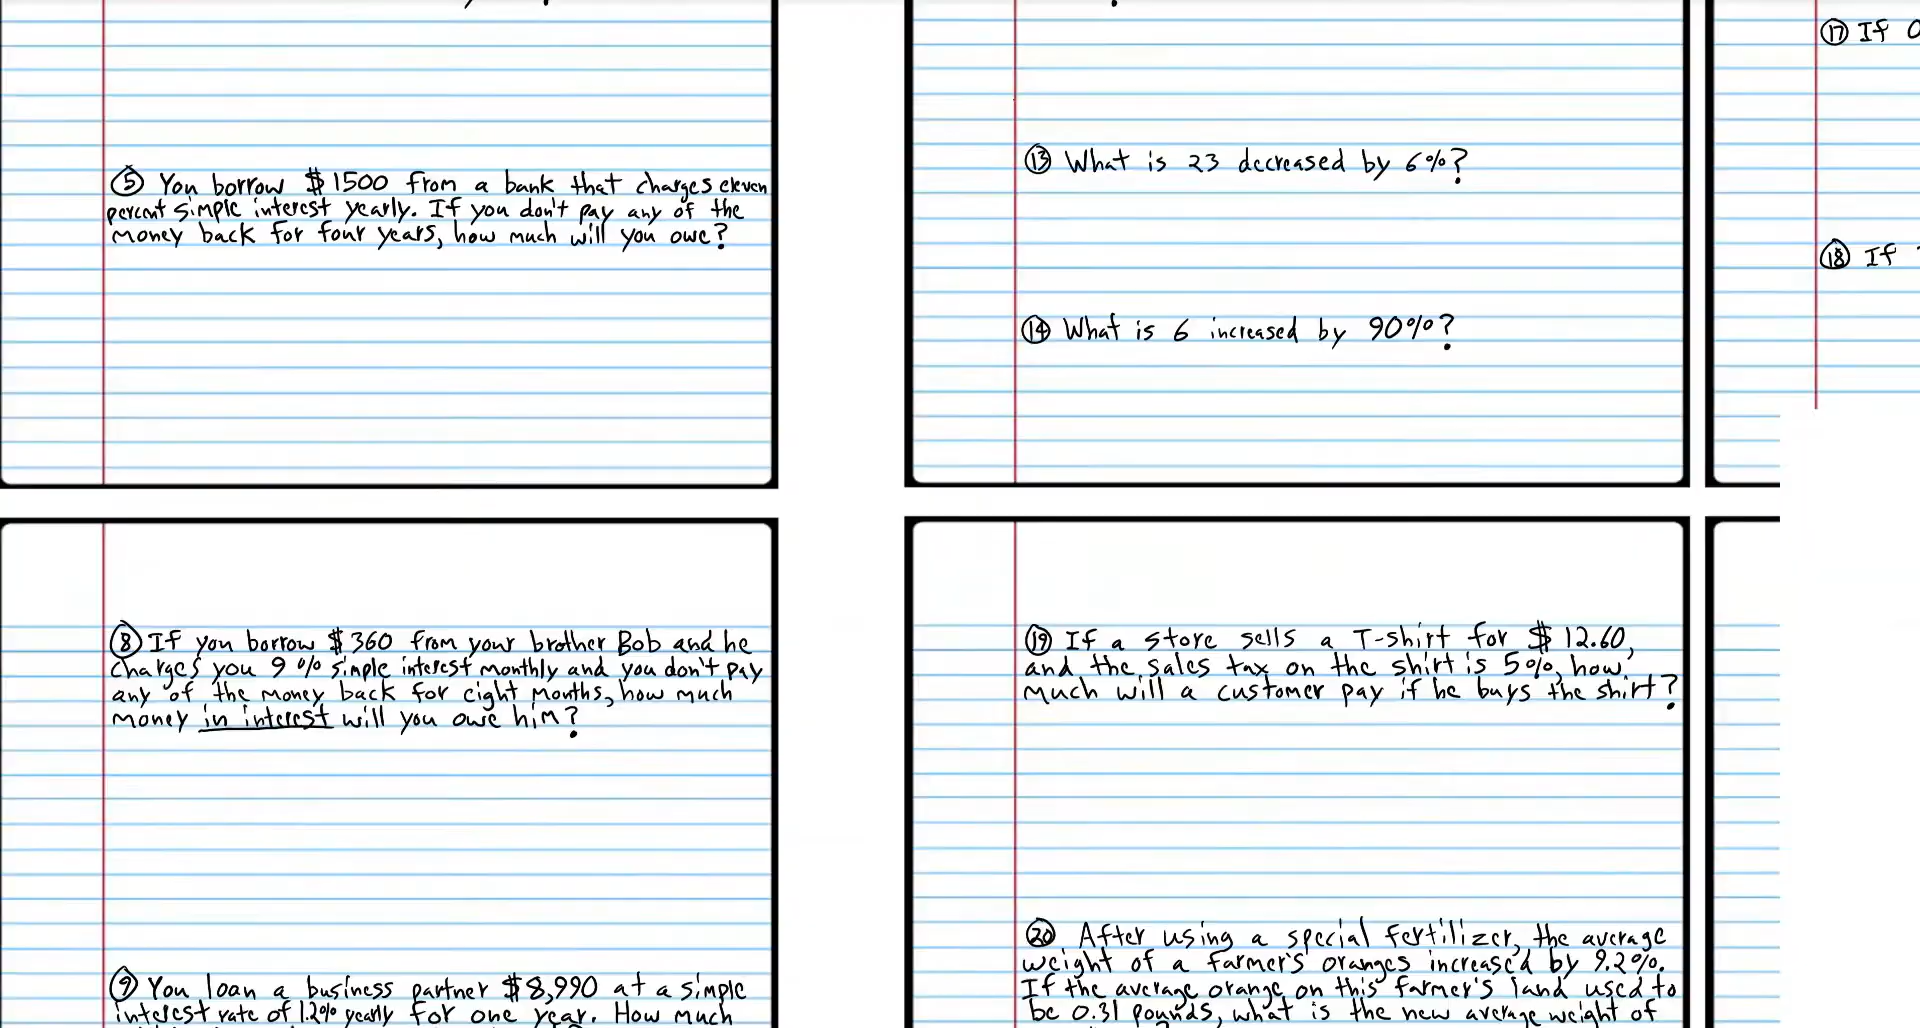 ⑤ You borrow $1500 from a bank that charges eleven
percent simple interest yearly. If you don't pay any of the
money back for four years, how much will you owe?
⑧ If you borrow $360 from your brother Bob and he
charges you 9% simple interest monthly and you don't pay
any of the money back for eight months, how much
money in interest will you owe him?
⑨ You loan a business partner $8,990 at a simple
interest rate of 1.2% yearly for one year. How much
⑬ What is 23 decreased by 6%?
⑭ What is 6 increased by 90%?
⑲ If a store sells a T-shirt for $12.60,
and the sales tax on the shirt is 5%, how
much will a customer pay if he buys the shirt?
⑳ After using a special fertilizer, the average
weight of a farmer's oranges increased by 9.2%.
If the average orange on this farmer's land used to
be 0.31 pounds, what is the new average weight of
⑰ If
⑱ If